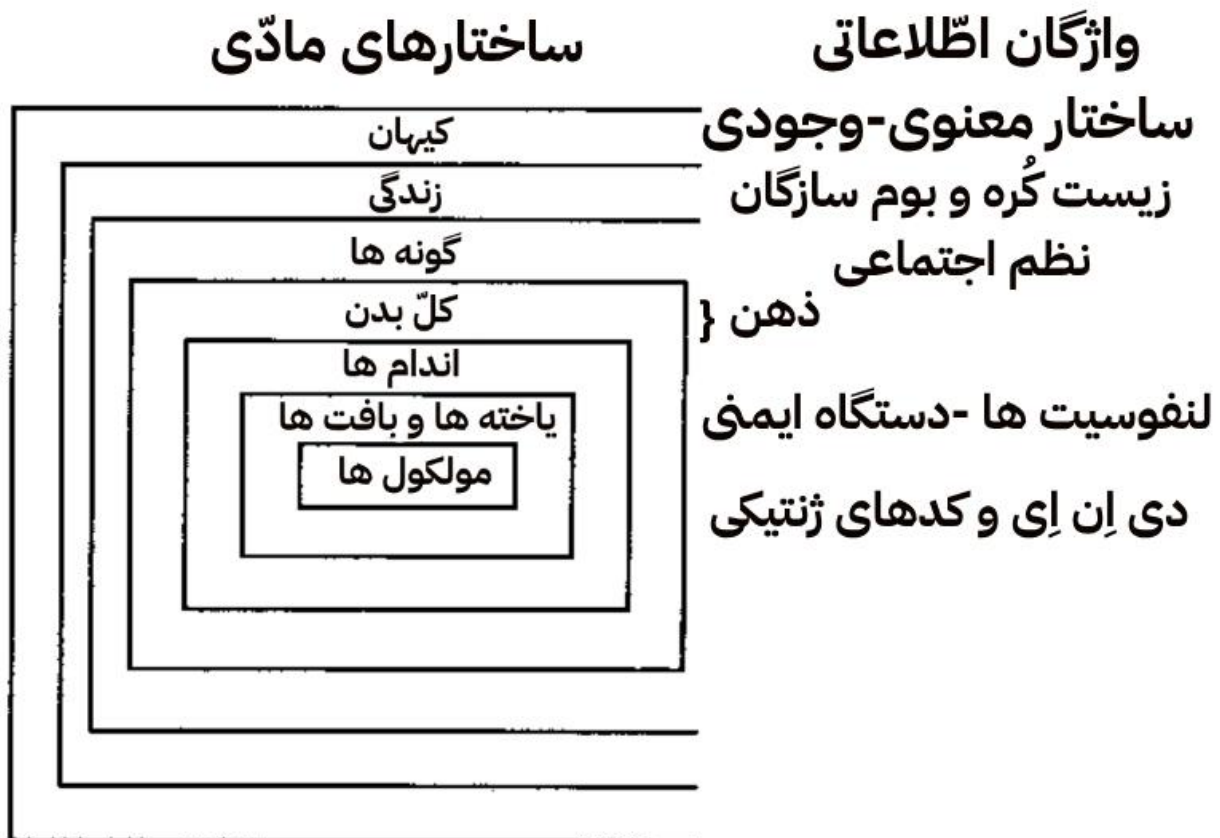 واژگان اطّلاعاتی
ساختارهای مادّی
ساختار معنوی-وجودی
کیهان
زیست کُره و بوم سازگان
زندگی
نظم اجتماعی
گونه ها
ذهن {
کلّ بدن
اندام ها
لنفوسیت ها -دستگاه ایمنی
یاخته ها و بافت ها
مولکول ها
دی اِن اِی و کدهای ژنتیکی